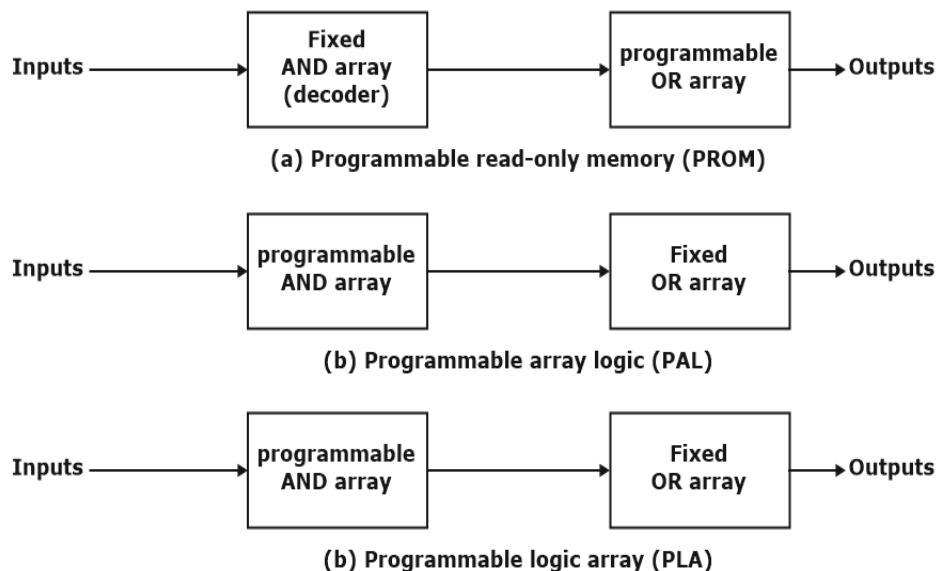 Inputs
Fixed
AND array
(decoder)
programmable
OR array
Outputs
(a) Programmable read-only memory (PROM)
Inputs
programmable
AND array
Fixed
OR array
Outputs
(b) Programmable array logic (PAL)
Inputs
programmable
AND array
Fixed
OR array
Outputs
(b) Programmable logic array (PLA)